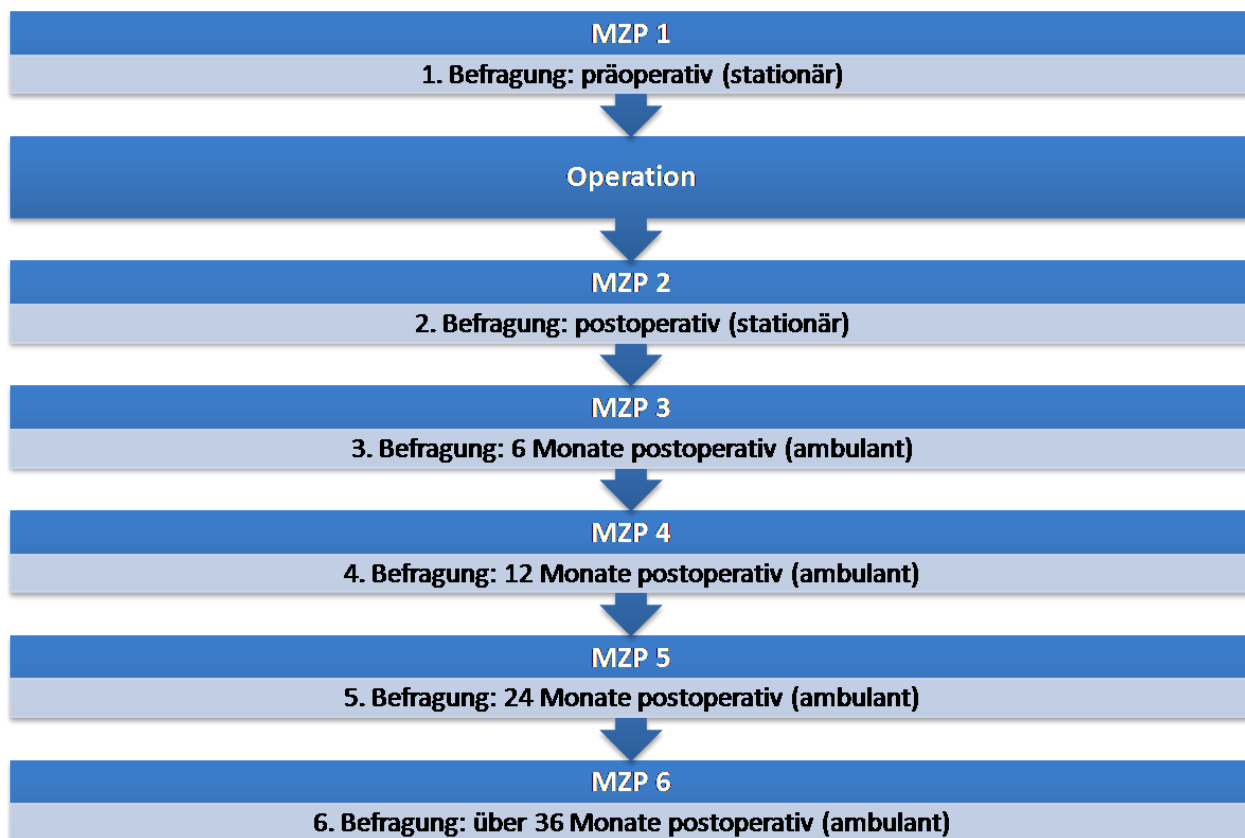 MZP 1
1. Befragung: präoperativ (stationär)
Operation
MZP 2
2. Befragung: postoperativ (stationär)
MZP 3
3. Befragung: 6 Monate postoperativ (ambulant)
MZP 4
4. Befragung: 12 Monate postoperativ (ambulant)
MZP 5
5. Befragung: 24 Monate postoperativ (ambulant)
MZP 6
6. Befragung: über 36 Monate postoperativ (ambulant)